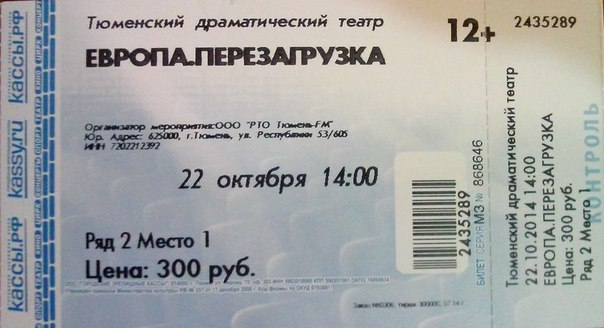 Тюменский драматический театр
12+
2435289
ЕВРОПА.ПЕРЕЗАГРУЗКА
Организатор мероприятия:ООО "РТО Тюмень-FM"
Юр. Адрес: 625000, г.Тюмень, ул. Республики 53/605
ИНН 7202212392
22 октября 14:00
Ряд 2 Место 1
Цена: 300 руб.
кассы.рф
kassy.ru
кассы.рф
2435289
БИЛЕТ СЕРИЯ МЗ № 868646
Тюменский драматический театр
22.10.2014 14:00
ЕВРОПА.ПЕРЕЗАГРУЗКА
Цена: 300 руб.
Ряд 2 Место 1
КОНТРОЛЬ